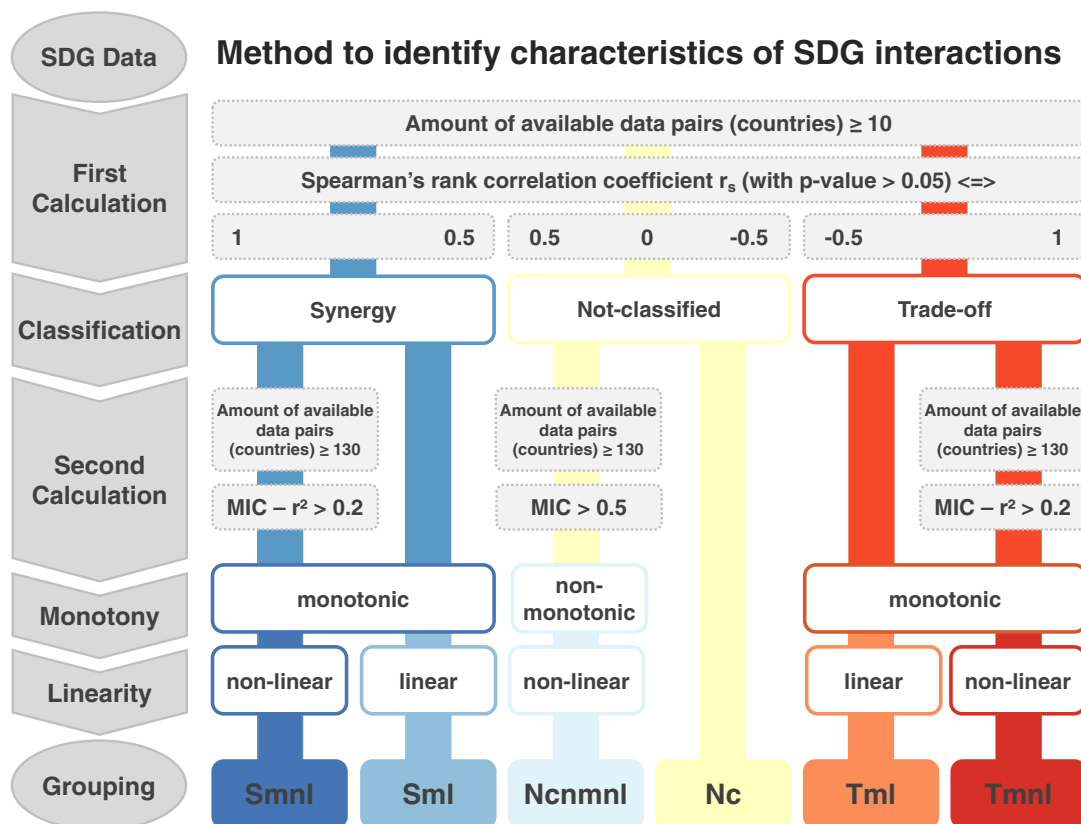 SDG Data
Method to identify characteristics of SDG interactions
Amount of available data pairs (countries) ≥ 10
First
Calculation
Spearman's rank correlation coefficient rₛ (with p-value > 0.05) <=>
1 0.5
0.5 0 -0.5
-0.5 1
Classification
Synergy
Not-classified
Trade-off
Second
Calculation
Amount of available
data pairs
(countries) ≥ 130
Amount of available
data pairs
(countries) ≥ 130
Amount of available
data pairs
(countries) ≥ 130
MIC – r² > 0.2
MIC > 0.5
MIC – r² > 0.2
Monotony
monotonic
non-
monotonic
monotonic
Linearity
non-linear
linear
non-linear
linear
non-linear
Grouping
Smnl
Sml
Ncnmnl
Nc
Tml
Tmnl